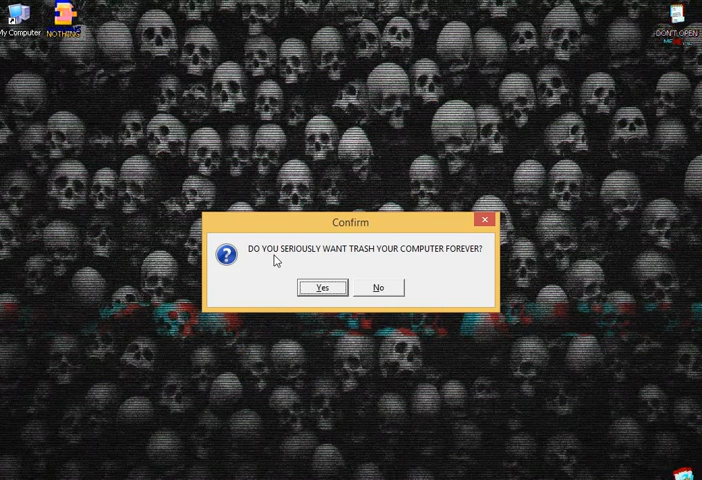 My Computer
NOTHING
DON'T OPEN
Confirm
DO YOU SERIOUSLY WANT TRASH YOUR COMPUTER FOREVER?
Yes
No